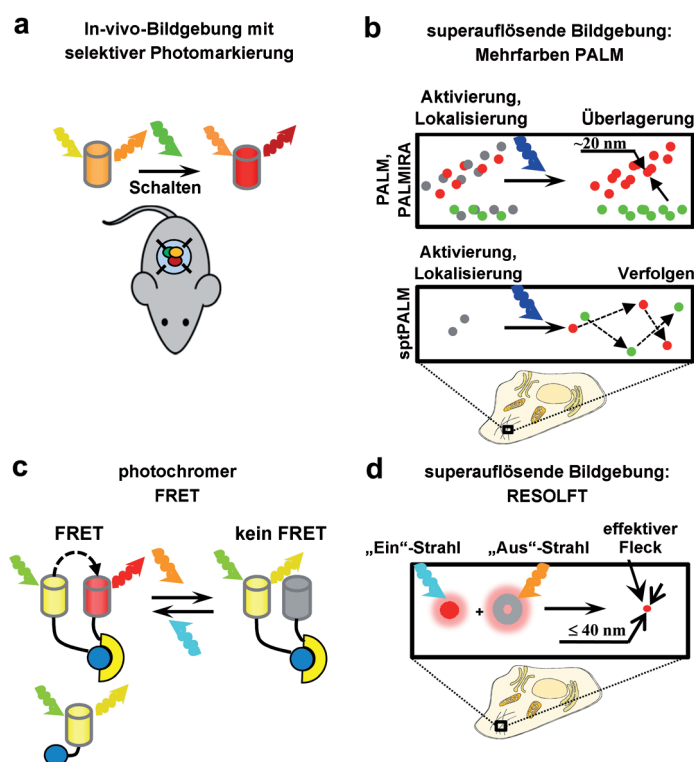 a
In-vivo-Bildgebung mit
selektiver Photomarkierung
Schalten
b
superauflösende Bildgebung:
Mehrfarben PALM
Aktivierung,
Lokalisierung
Überlagerung
PALM,
PALMIRA
~20 nm
Aktivierung,
Lokalisierung
Verfolgen
sptPALM
c
photochromer
FRET
FRET
kein FRET
d
superauflösende Bildgebung:
RESOLFT
„Ein“-Strahl
„Aus“-Strahl
effektiver
Fleck
+
≤ 40 nm